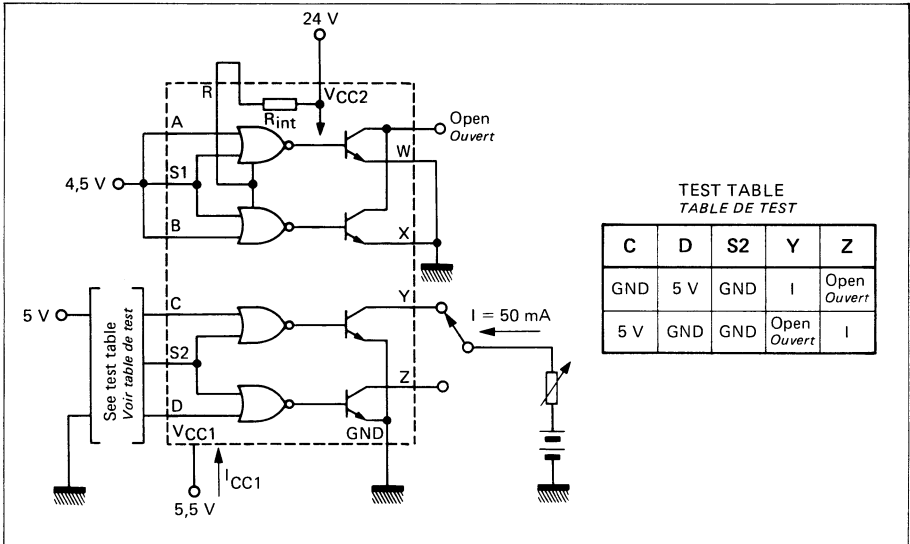 24 V
R
VCC2
Rint
Open
Ouvert
A
W
S1
4,5 V
B
X
C
Y
I = 50 mA
5 V
See test table
Voir table de test
S2
Z
D
VCC1
GND
ICC1
5,5 V
TEST TABLE
TABLE DE TEST
C D S2 Y Z
GND 5 V GND I Open
Ouvert
5 V GND GND Open I
Ouvert